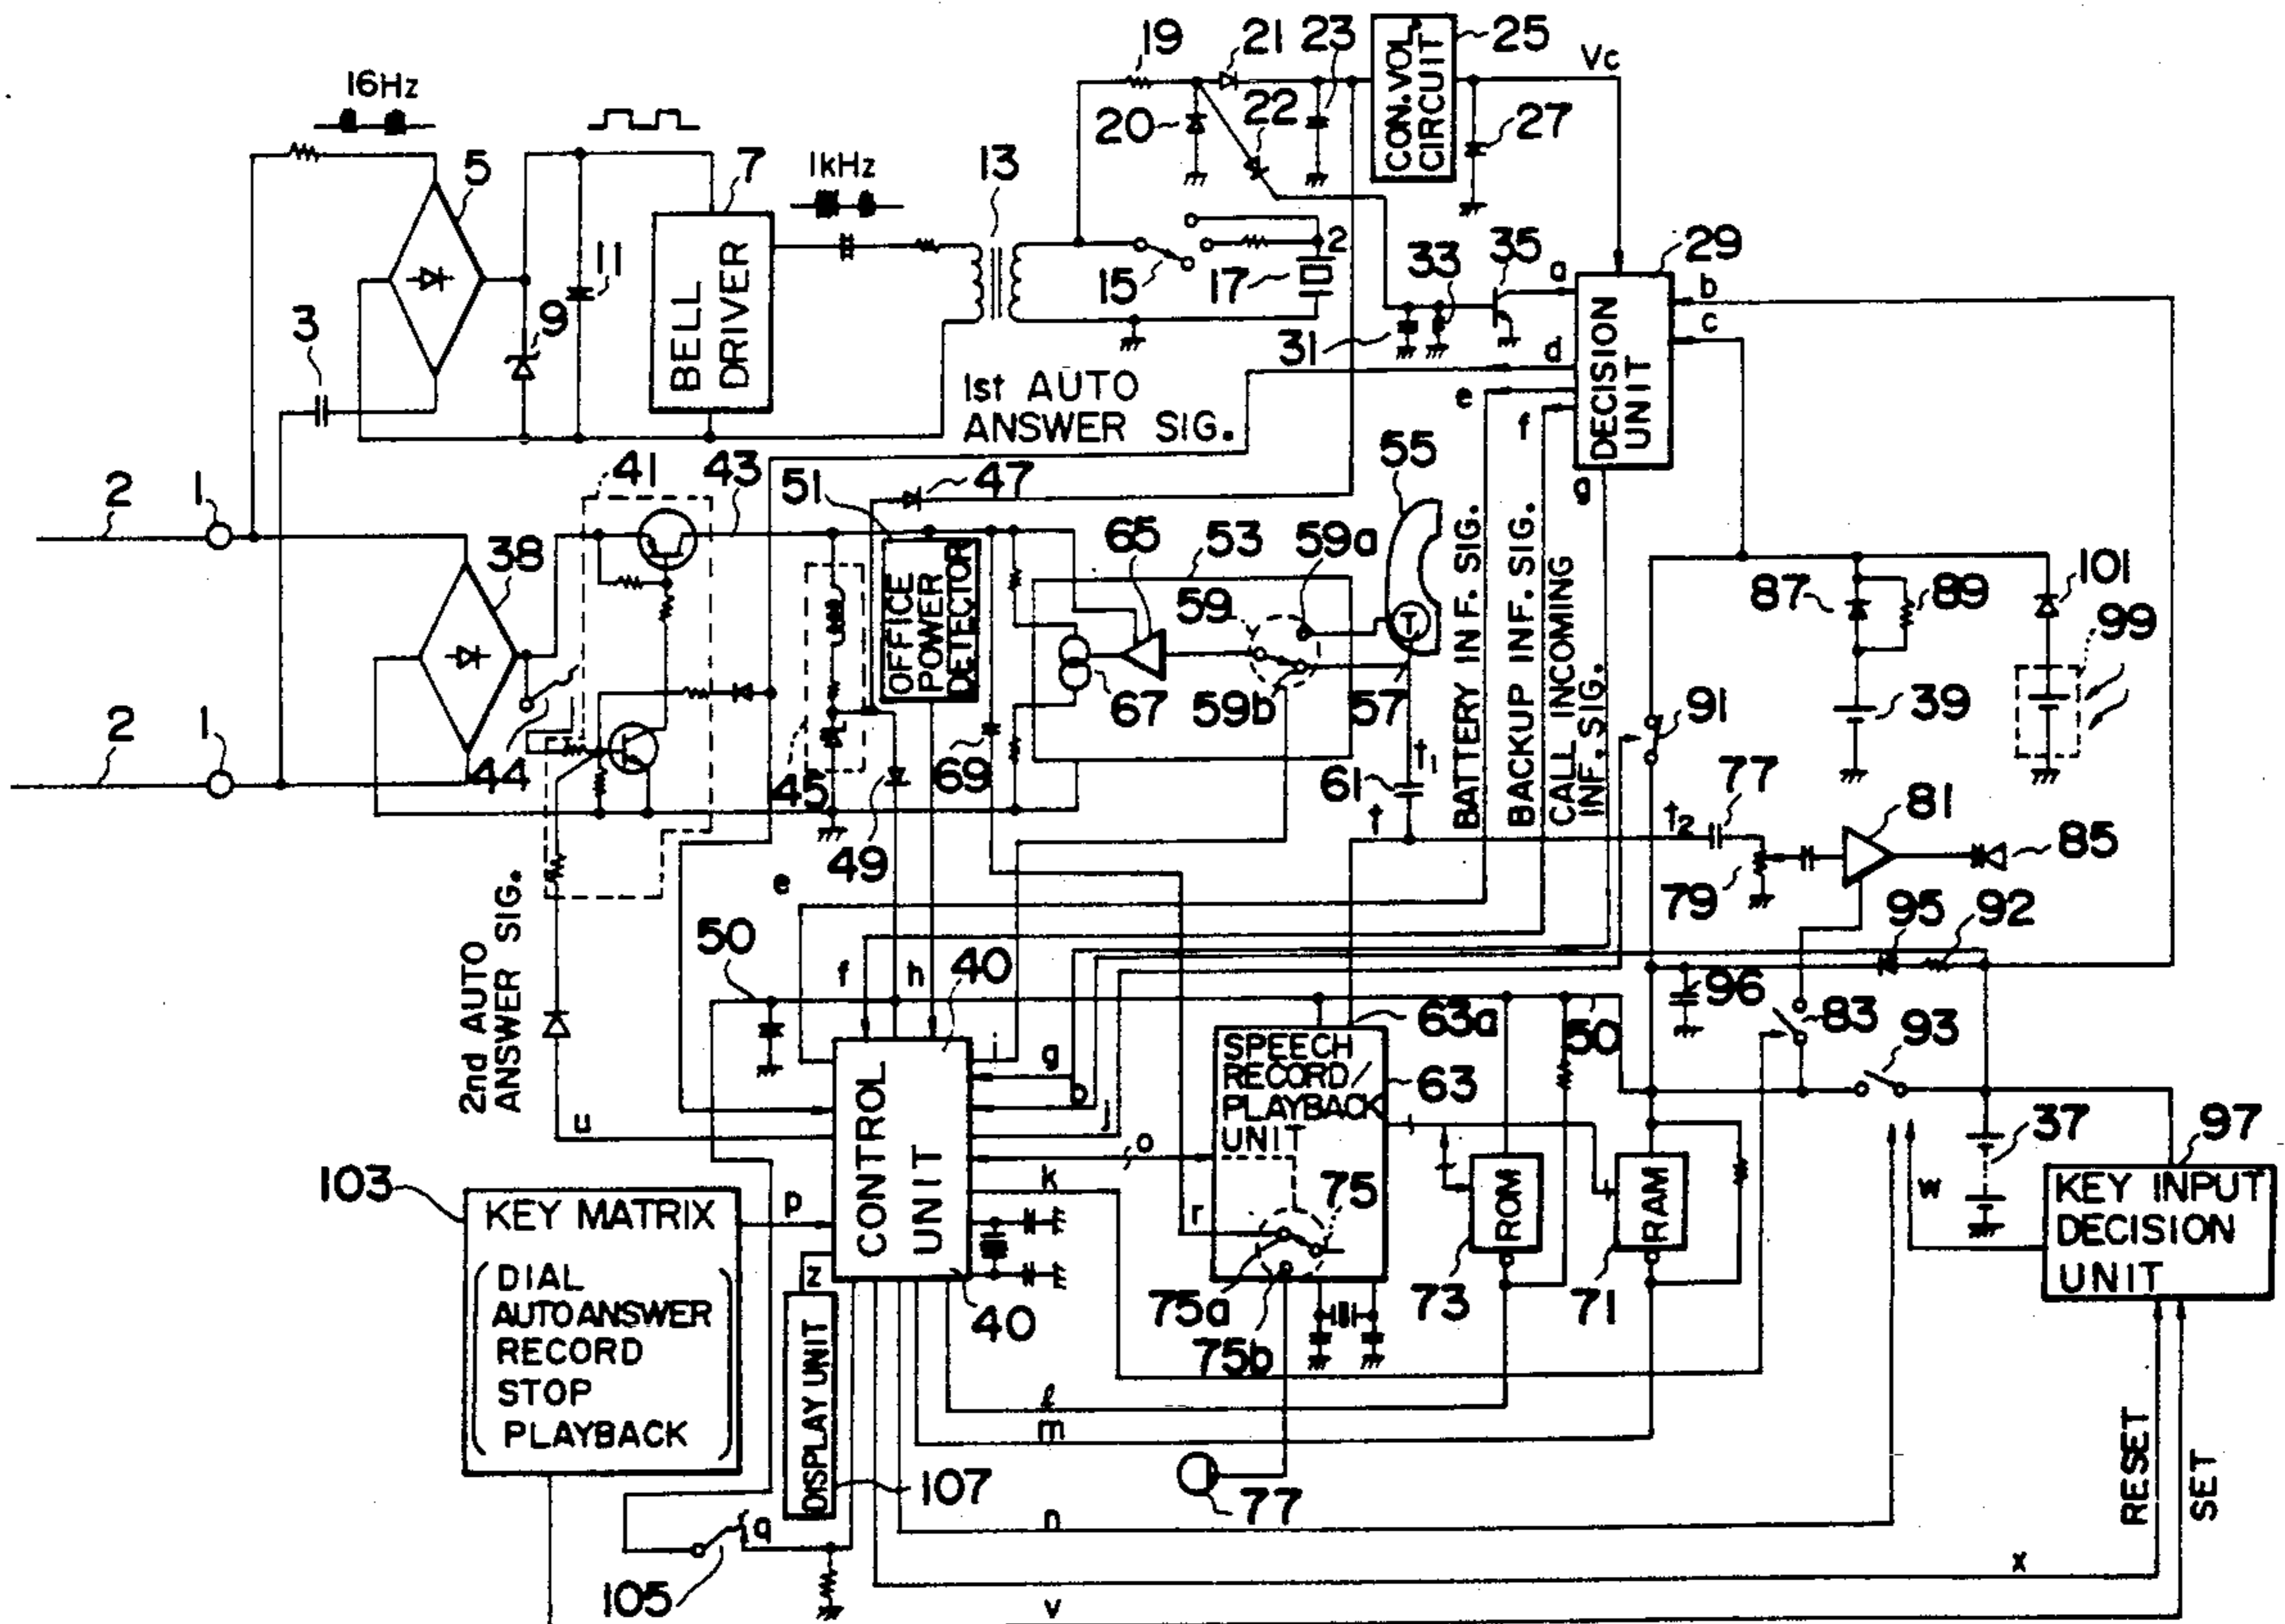 16Hz
5
7
1kHz
13
19
21
23
CON.VOL
CIRCUIT
25
Vc
20
22
27
3
9
11
BELL
DRIVER
15
17
2
31
33
35
a
29
b
c
d
e
f
g
DECISION
UNIT
1st AUTO
ANSWER SIG.
2
1
38
41
43
51
47
OFFICE
POWER
DETECTOR
65
53
59
59a
55
67
59b
57
T
BATTERY INF. SIG.
BACKUP INF. SIG.
CALL INCOMING
INF. SIG.
87
89
101
99
39
91
2
1
44
45
49
69
61
t1
t
t2
77
79
81
85
2nd AUTO
ANSWER SIG.
e
50
f
h
40
i
g
b
j
o
k
u
CONTROL
UNIT
40
63a
SPEECH
RECORD/
PLAYBACK
UNIT
63
r
75
75a
75b
ROM
73
RAM
71
50
96
95
92
83
93
37
97
w
KEY INPUT
DECISION
UNIT
103
KEY MATRIX
DIAL
AUTO ANSWER
RECORD
STOP
PLAYBACK
p
z
DISPLAY UNIT
107
q
105
77
l
m
n
x
v
RESET
SET